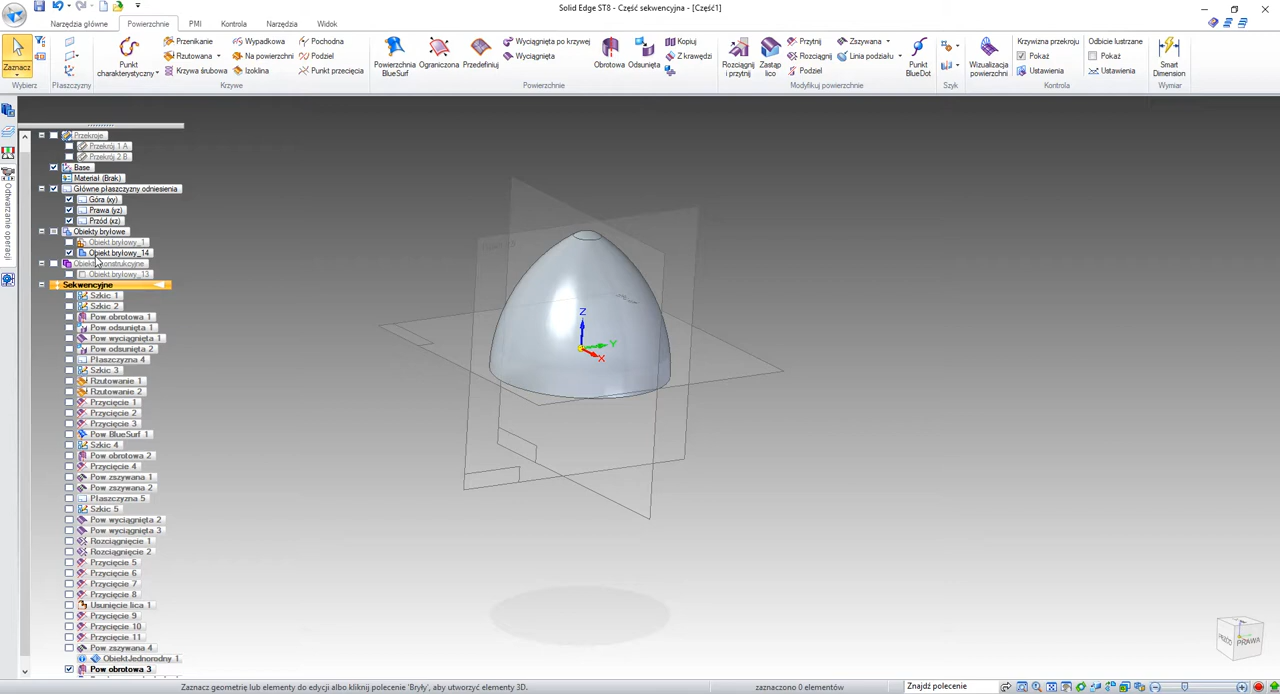 Solid Edge ST8 - Część sekwencyjna - [Część1]
Narzędzia główne
Powierzchnie
PMI
Kontrola
Narzędzia
Widok
Zaznacz
Wybierz
Płaszczyzny
Punkt charakterystyczny
Przenikanie
Rzutowana
Krzywa śrubowa
Wypadkowa
Na powierzchni
Izoklina
Pochodna
Podziel
Punkt przecięcia
Krzywe
Powierzchnia BlueSurf
Ograniczona
Predefiniuj
Wyciągnięta po krzywej
Wyciągnięta
Obrotowa
Odsunięta
Kopiuj
Z krawędzi
Powierzchnie
Rozciągnij i przytnij
Zastąp lico
Przytnij
Rozciągnij
Podziel
Zszywana
Linia podziału
Punkt BlueDot
Modyfikuj powierzchnie
Szyk
Wizualizacja powierzchni
Krzywizna przekroju
Pokaż
Ustawienia
Odbicie lustrzane
Pokaż
Ustawienia
Kontrola
Smart Dimension
Wymiar
Odtwarzanie operacji
Przekroje
Przekrój 1 A
Przekrój 2 B
Base
Materiał (Brak)
Główne płaszczyzny odniesienia
Góra (xy)
Prawa (yz)
Przód (xz)
Obiekty bryłowe
Obiekt bryłowy_1
Obiekt bryłowy_14
Obiekt bryłowy_13
Sekwencyjne
Szkic 1
Szkic 2
Pow obrotowa 1
Pow odsunięta 1
Pow wyciągnięta 1
Pow odsunięta 2
Płaszczyzna 4
Szkic 3
Rzutowanie 1
Rzutowanie 2
Przycięcie 1
Przycięcie 2
Przycięcie 3
Pow BlueSurf 1
Szkic 4
Pow obrotowa 2
Przycięcie 4
Pow zszywana 1
Pow zszywana 2
Płaszczyzna 5
Szkic 5
Pow wyciągnięta 2
Pow wyciągnięta 3
Rozciągnięcie 1
Rozciągnięcie 2
Przycięcie 5
Przycięcie 6
Przycięcie 7
Przycięcie 8
Usunięcie lica 1
Przycięcie 9
Przycięcie 10
Przycięcie 11
Pow zszywana 4
ObiektJednorodny 1
Pow obrotowa 3
Z
Y
X
PRZÓD
PRAWA
Zaznacz geometrię lub elementy do edycji albo kliknij polecenie 'Bryły', aby utworzyć elementy 3D.
zaznaczono 0 elementów
Znajdź polecenie